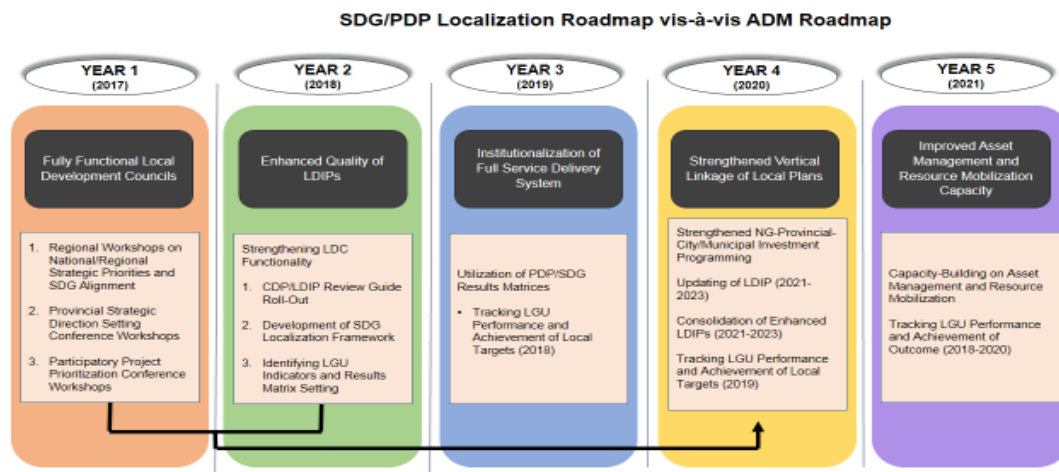 SDG/PDP Localization Roadmap vis-à-vis ADM Roadmap
YEAR 1
(2017)
Fully Functional Local
Development Councils
1. Regional Workshops on
National/Regional
Strategic Priorities and
SDG Alignment
2. Provincial Strategic
Direction Setting
Conference Workshops
3. Participatory Project
Prioritization Conference
Workshops
YEAR 2
(2018)
Enhanced Quality of
LDIPs
Strengthening LDC
Functionality
1. CDP/LDIP Review Guide
Roll-Out
2. Development of SDG
Localization Framework
3. Identifying LGU
Indicators and Results
Matrix Setting
YEAR 3
(2019)
Institutionalization of
Full Service Delivery
System
Utilization of PDP/SDG
Results Matrices
• Tracking LGU
Performance and
Achievement of Local
Targets (2018)
YEAR 4
(2020)
Strengthened Vertical
Linkage of Local Plans
Strengthened NG-Provincial-
City/Municipal Investment
Programming
Updating of LDIP (2021-
2023)
Consolidation of Enhanced
LDIPs (2021-2023)
Tracking LGU Performance
and Achievement of Local
Targets (2019)
YEAR 5
(2021)
Improved Asset
Management and
Resource Mobilization
Capacity
Capacity-Building on Asset
Management and Resource
Mobilization
Tracking LGU Performance
and Achievement of
Outcome (2018-2020)